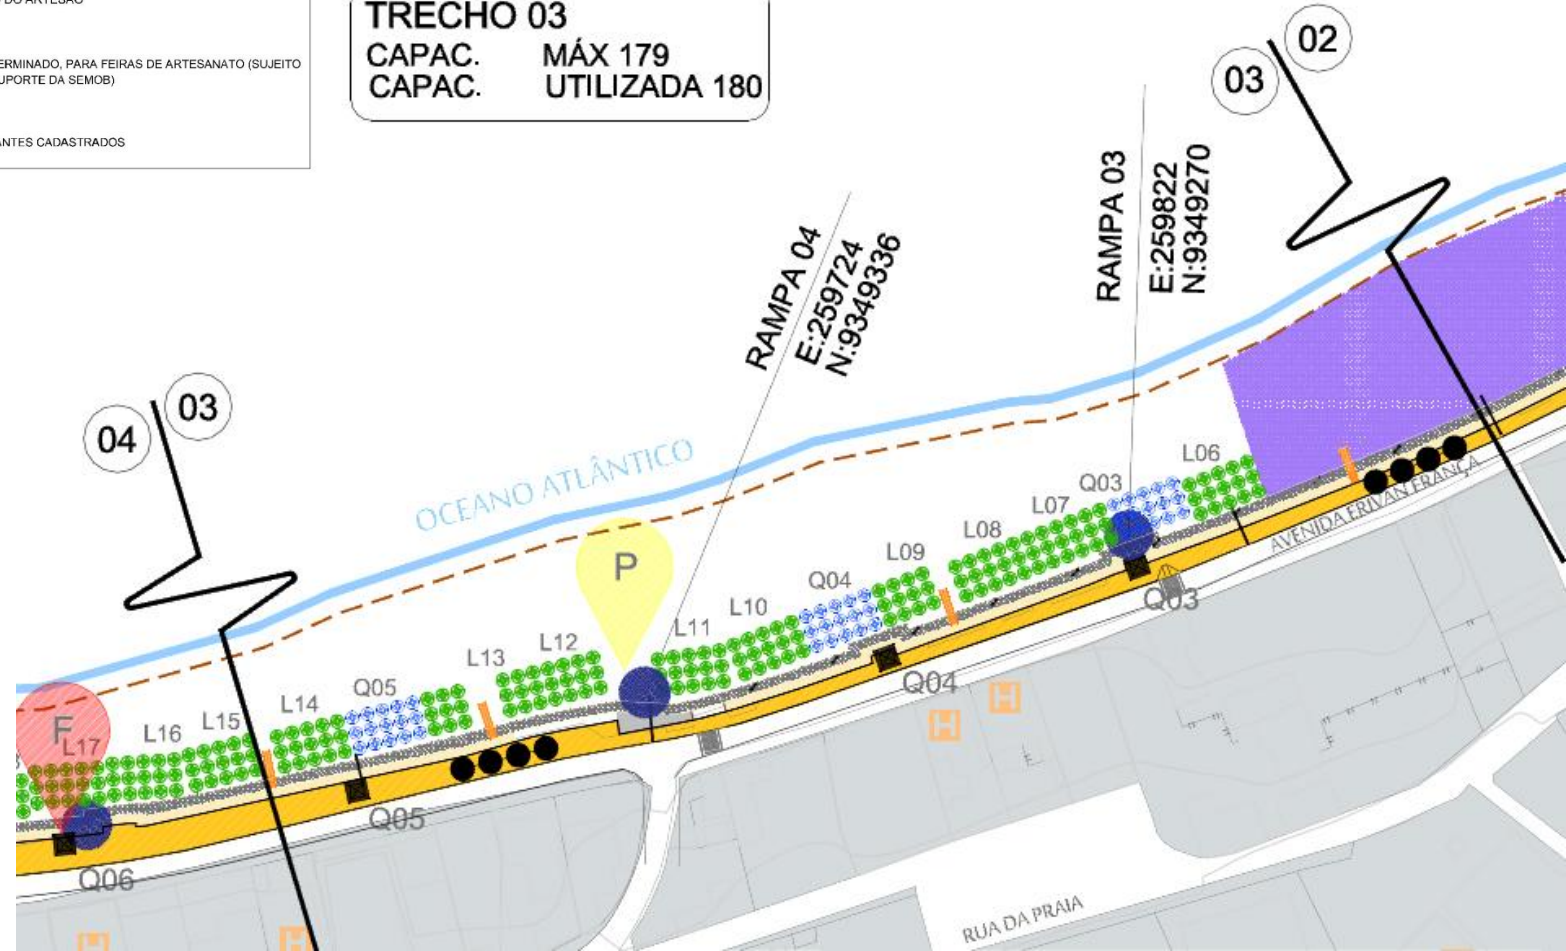 DO ARTESÃO
ERMINADO, PARA FEIRAS DE ARTESANATO (SUJEITO
UPORTE DA SEMOB)
ANTES CADASTRADOS
TRECHO 03
CAPAC. MÁX 179
CAPAC. UTILIZADA 180
02
03
RAMPA 03
E:259822
N:9349270
RAMPA 04
E:259724
N:9349336
03
04
OCEANO ATLÂNTICO
P
L06
Q03
L07
L08
L09
Q04
L10
L11
L12
L13
Q05
L14
L15
L16
L17
F
AVENIDA ERIVAN FRANÇA
Q03
Q04
Q05
Q06
H
H
H
H
RUA DA PRAIA